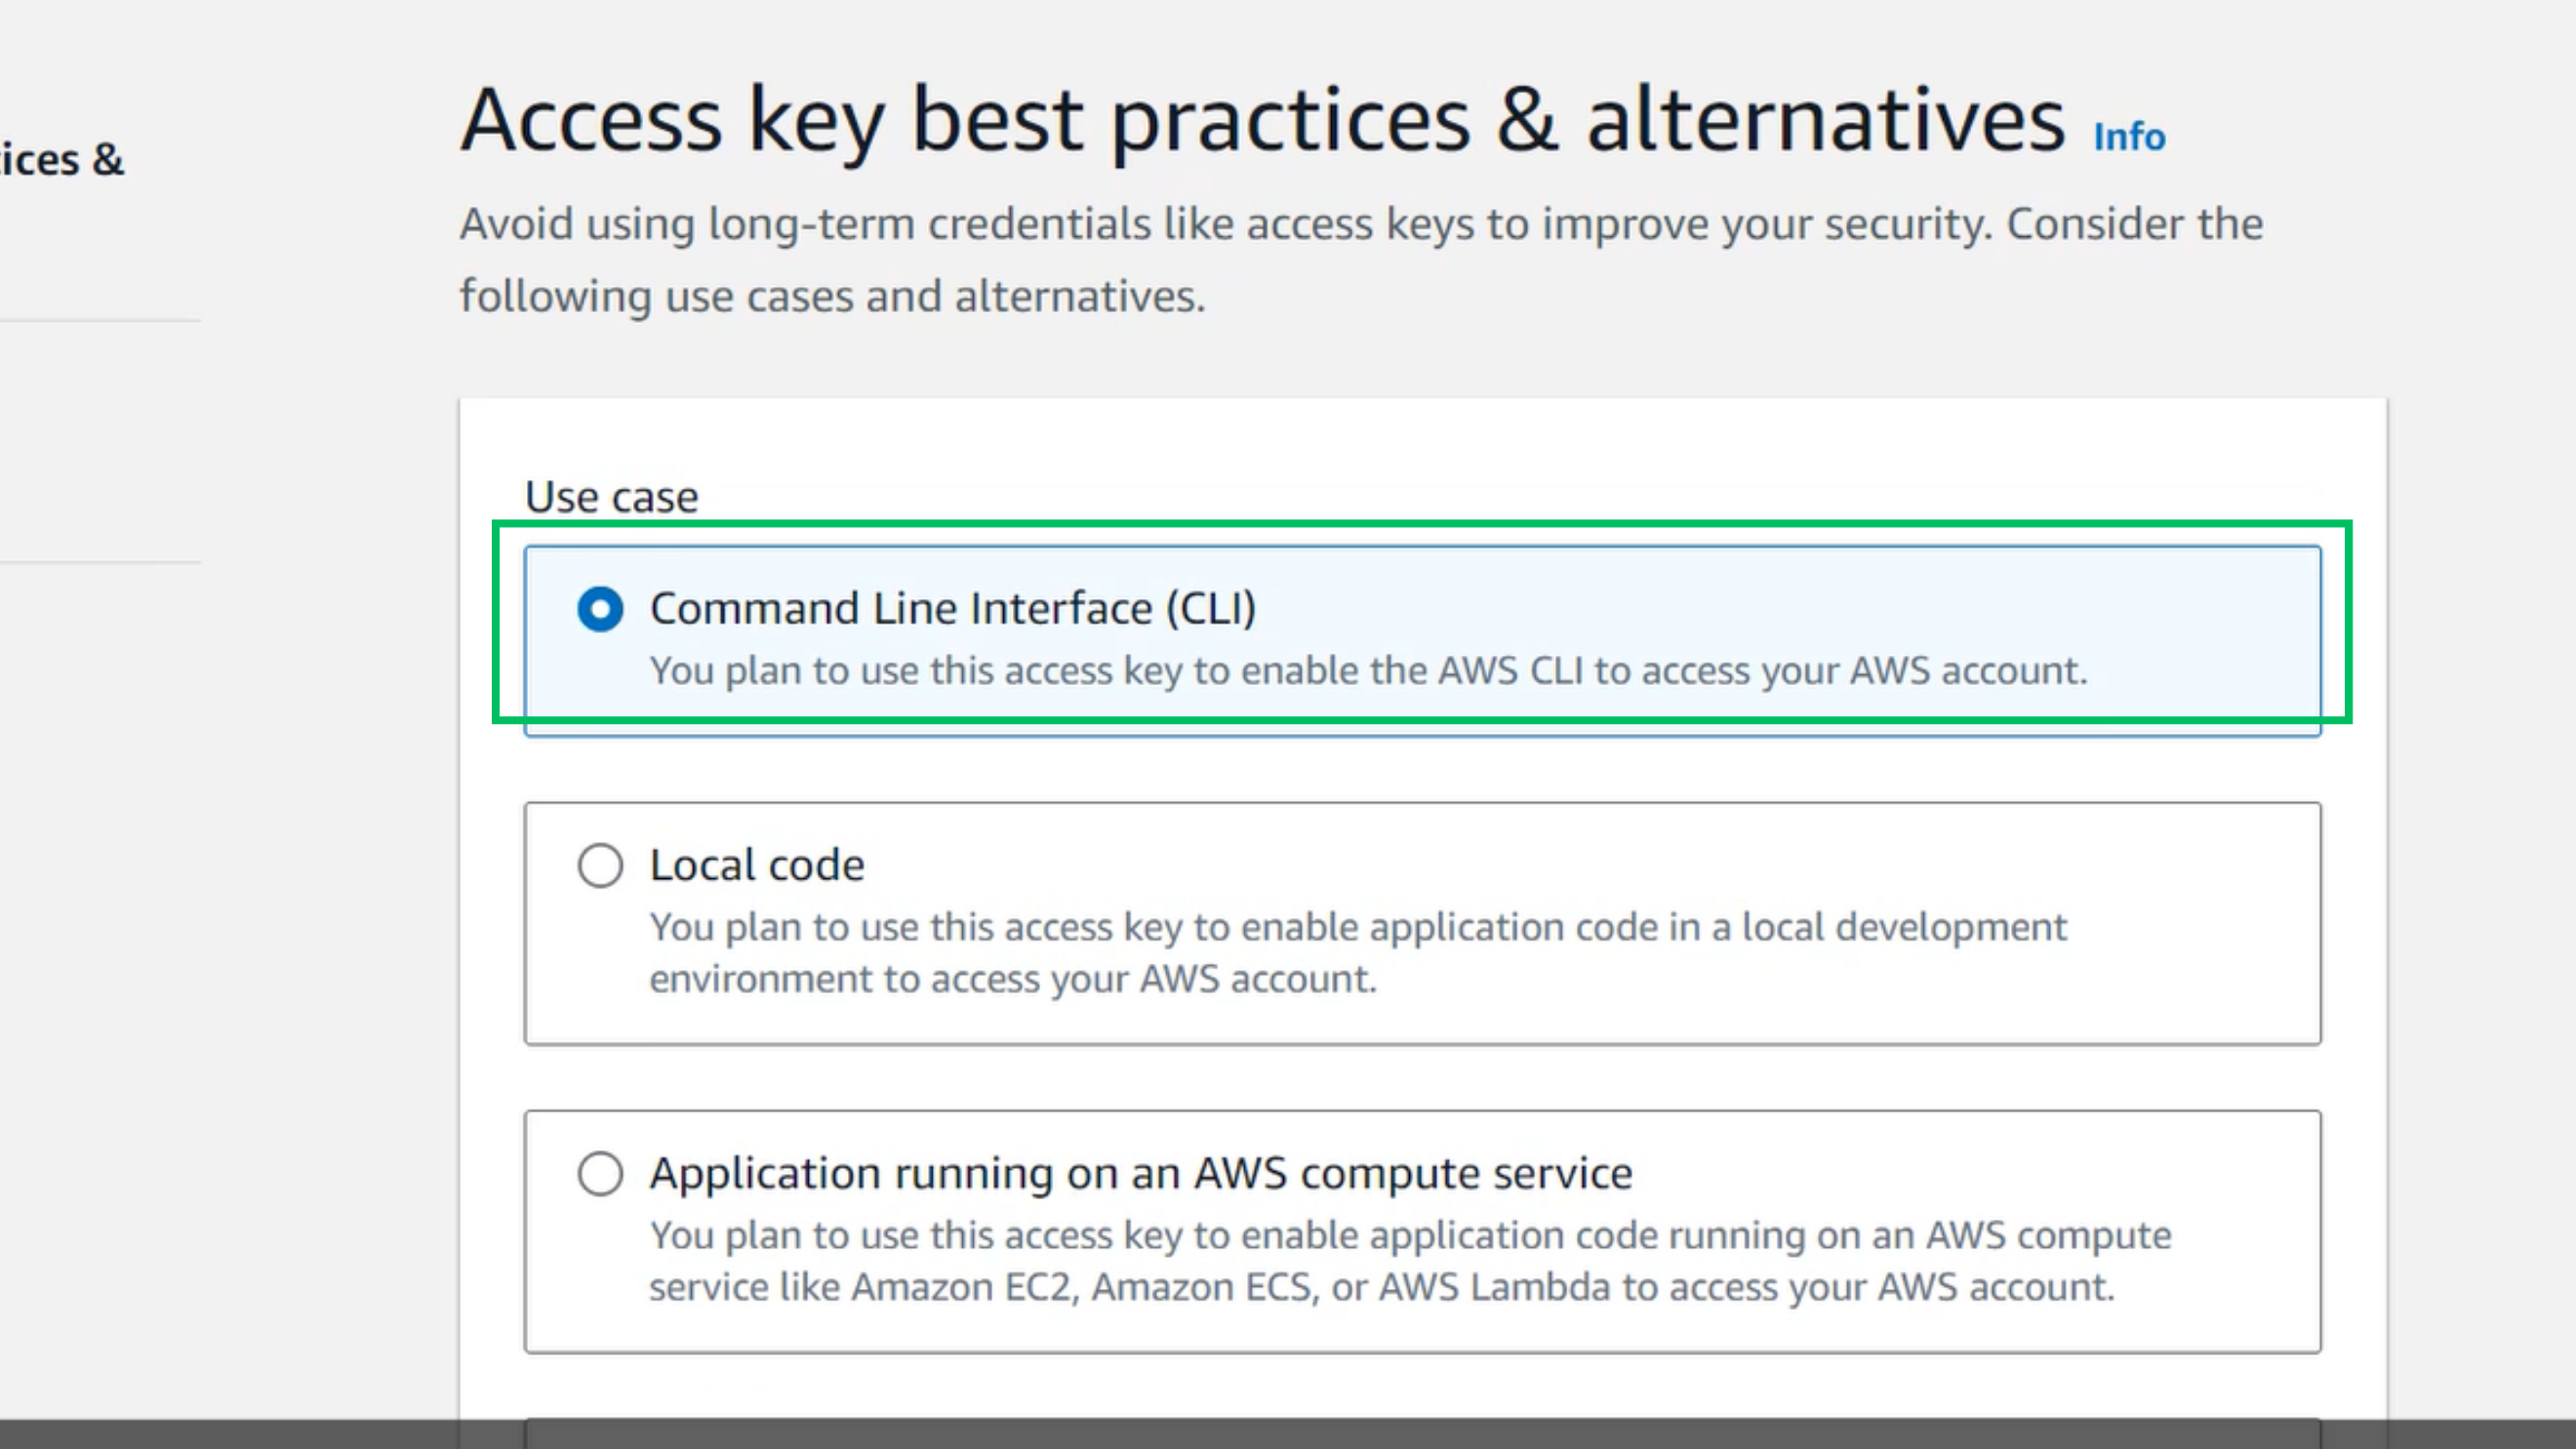 Access key best practices & alternatives Info
ices &
Avoid using long-term credentials like access keys to improve your security. Consider the
following use cases and alternatives.
Use case
Command Line Interface (CLI)
You plan to use this access key to enable the AWS CLI to access your AWS account.
Local code
You plan to use this access key to enable application code in a local development
environment to access your AWS account.
Application running on an AWS compute service
You plan to use this access key to enable application code running on an AWS compute
service like Amazon EC2, Amazon ECS, or AWS Lambda to access your AWS account.